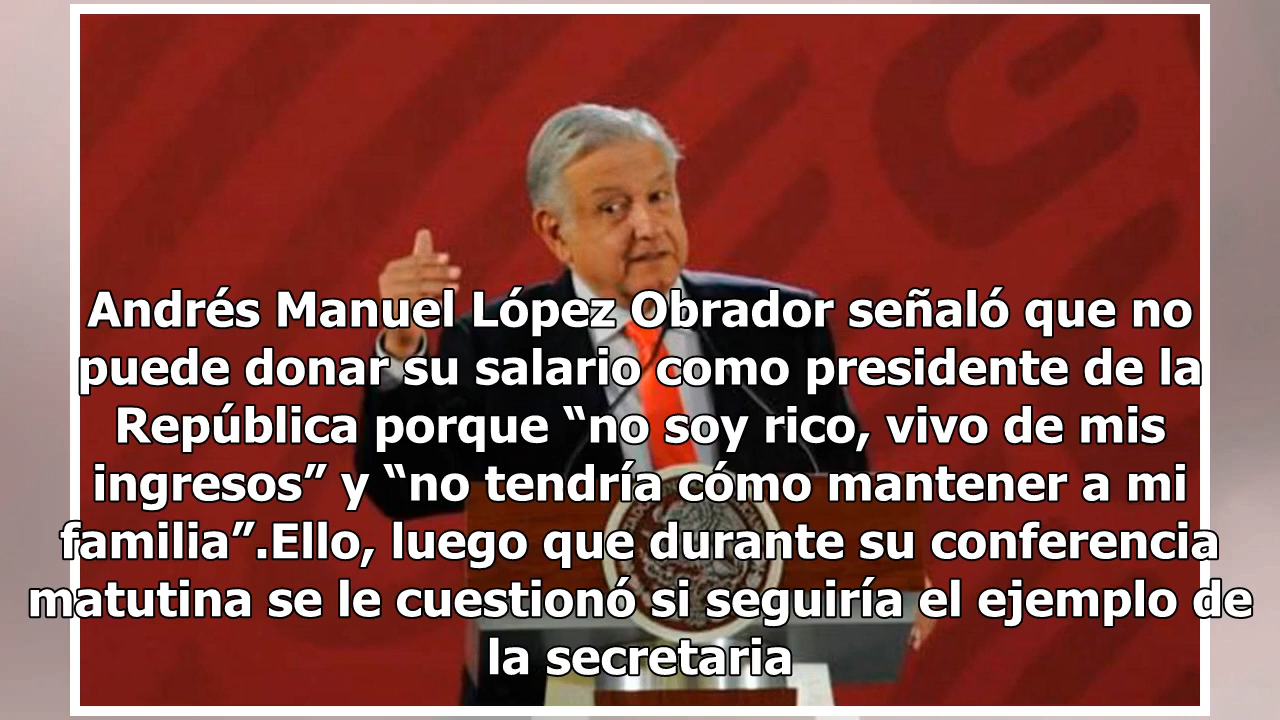 Andrés Manuel López Obrador señaló que no
puede donar su salario como presidente de la
República porque “no soy rico, vivo de mis
ingresos” y “no tendría cómo mantener a mi
familia”.Ello, luego que durante su conferencia
matutina se le cuestionó si seguiría el ejemplo de
la secretaria